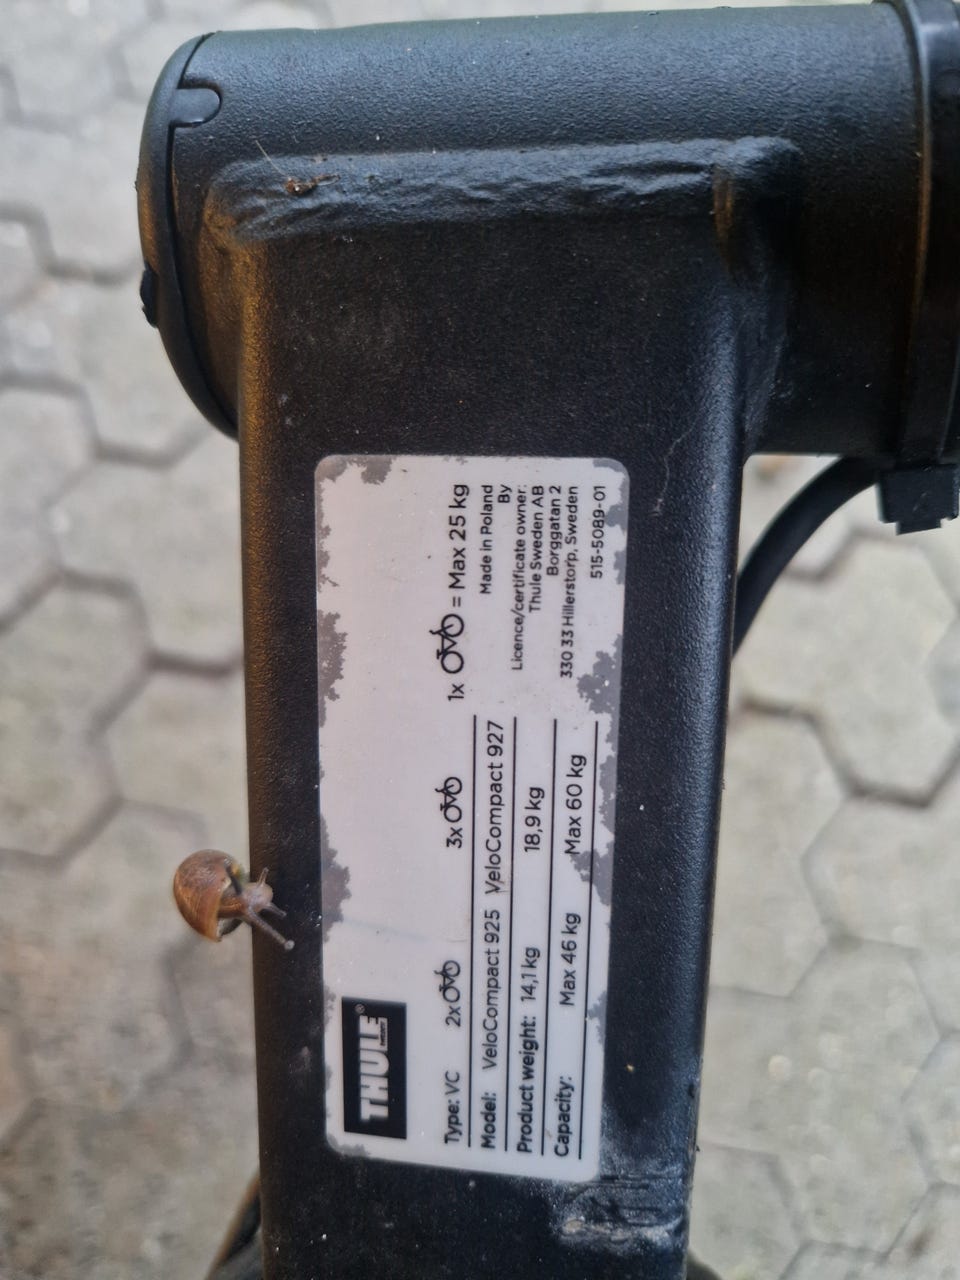 THULE®
SWEDEN
Type: VC 2x 3x 1x = Max 25 kg
Model: VeloCompact 925 VeloCompact 927
Product weight: 14,1 kg 18,9 kg
Capacity: Max 46 kg Max 60 kg
Made in Poland
By
Licence/certificate owner:
Thule Sweden AB
Borggatan 2
330 33 Hillerstorp, Sweden
515-5089-01